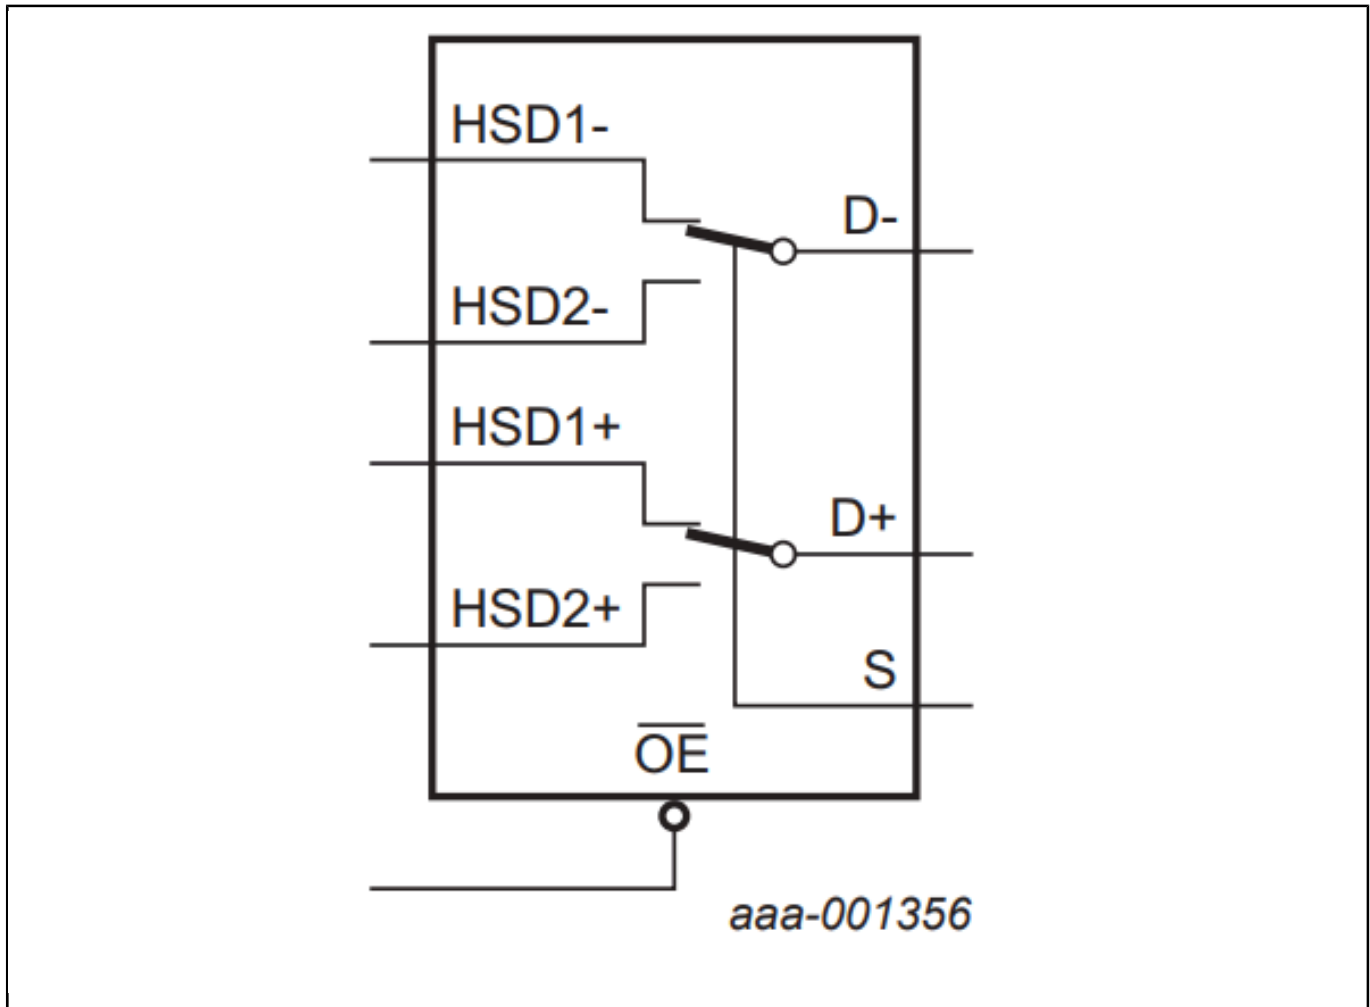 HSD1-
D-
HSD2-
HSD1+
D+
HSD2+
S
OE
aaa-001356